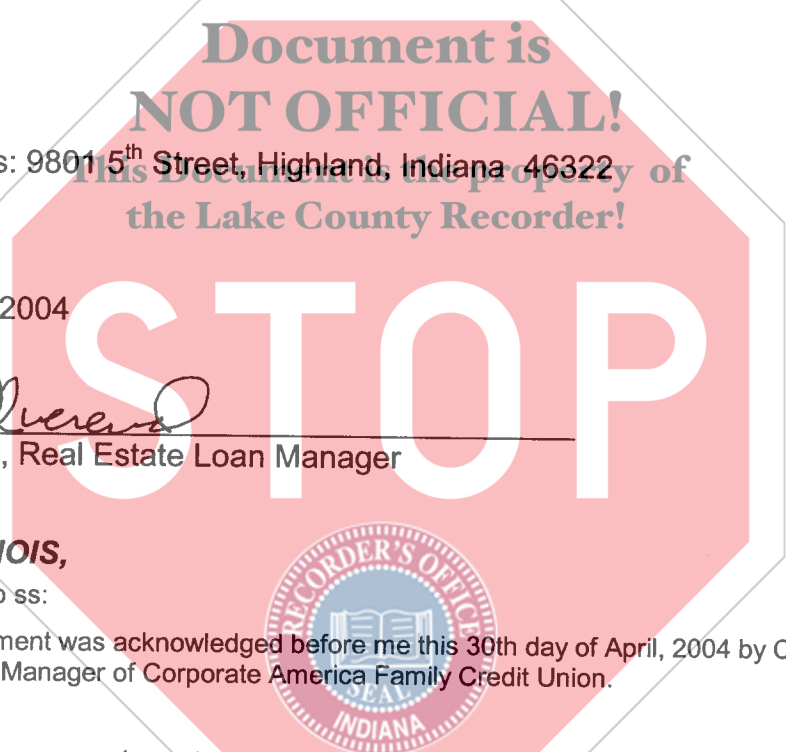 Document is
NOT OFFICIAL!
s: 9801 5th Street, Highland, Indiana 46322
This Document is the property of
the Lake County Recorder!
STOP
2004
, Real Estate Loan Manager
NOIS,
ss:
ment was acknowledged before me this 30th day of April, 2004 by C
Manager of Corporate America Family Credit Union.
RECORDER'S OFFICE
SEAL
INDIANA